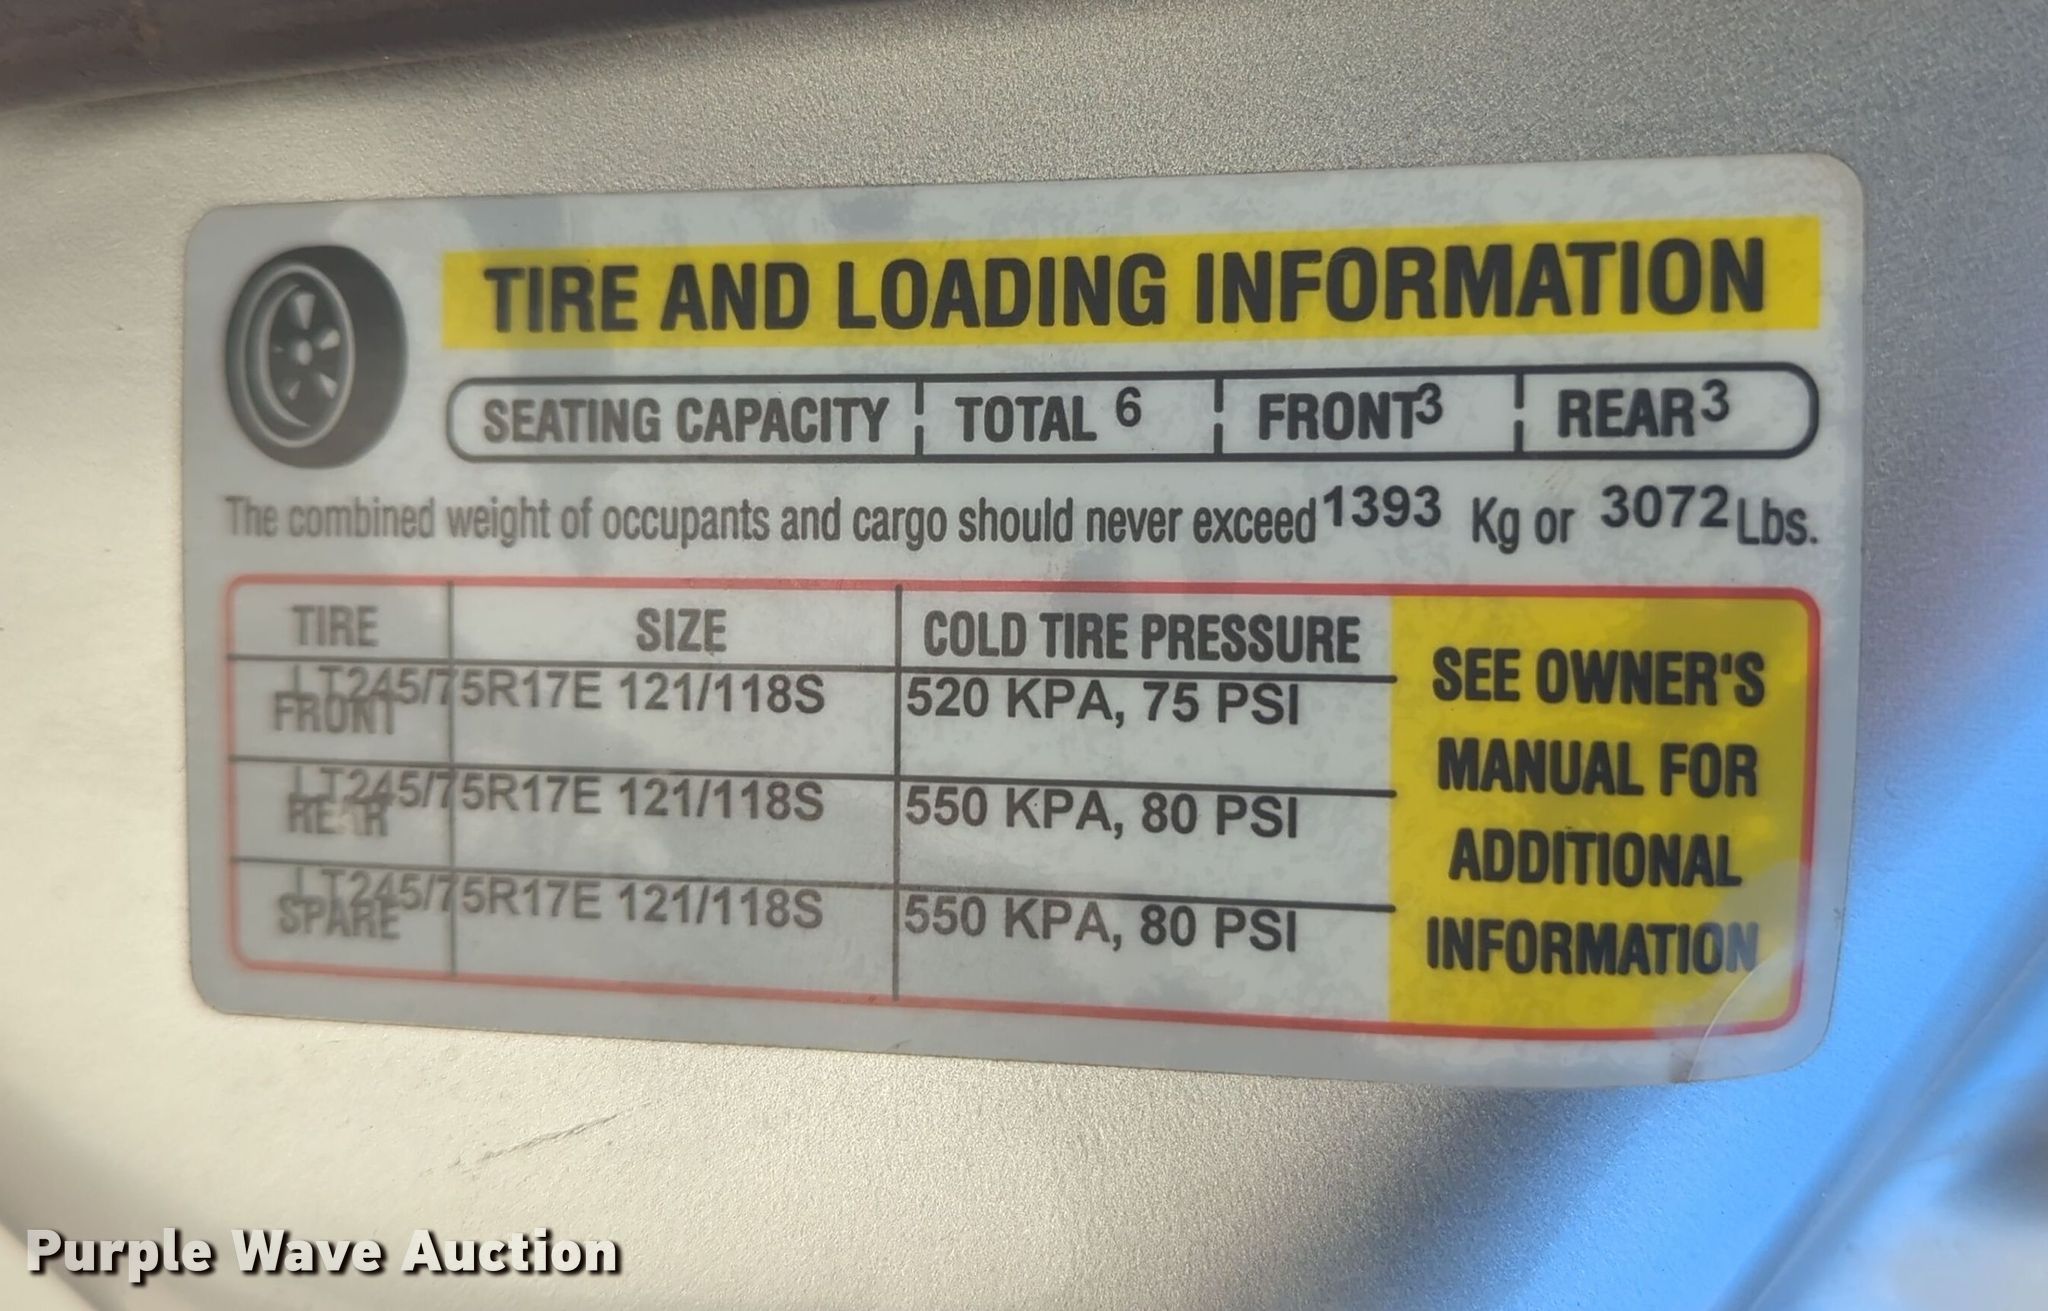 TIRE AND LOADING INFORMATION
SEATING CAPACITY TOTAL 6 FRONT 3 REAR 3
The combined weight of occupants and cargo should never exceed 1393 Kg or 3072 Lbs.
TIRE SIZE COLD TIRE PRESSURE
FRONT LT245/75R17E 121/118S 520 KPA, 75 PSI
REAR LT245/75R17E 121/118S 550 KPA, 80 PSI
SPARE LT245/75R17E 121/118S 550 KPA, 80 PSI
SEE OWNER'S
MANUAL FOR
ADDITIONAL
INFORMATION
Purple Wave Auction